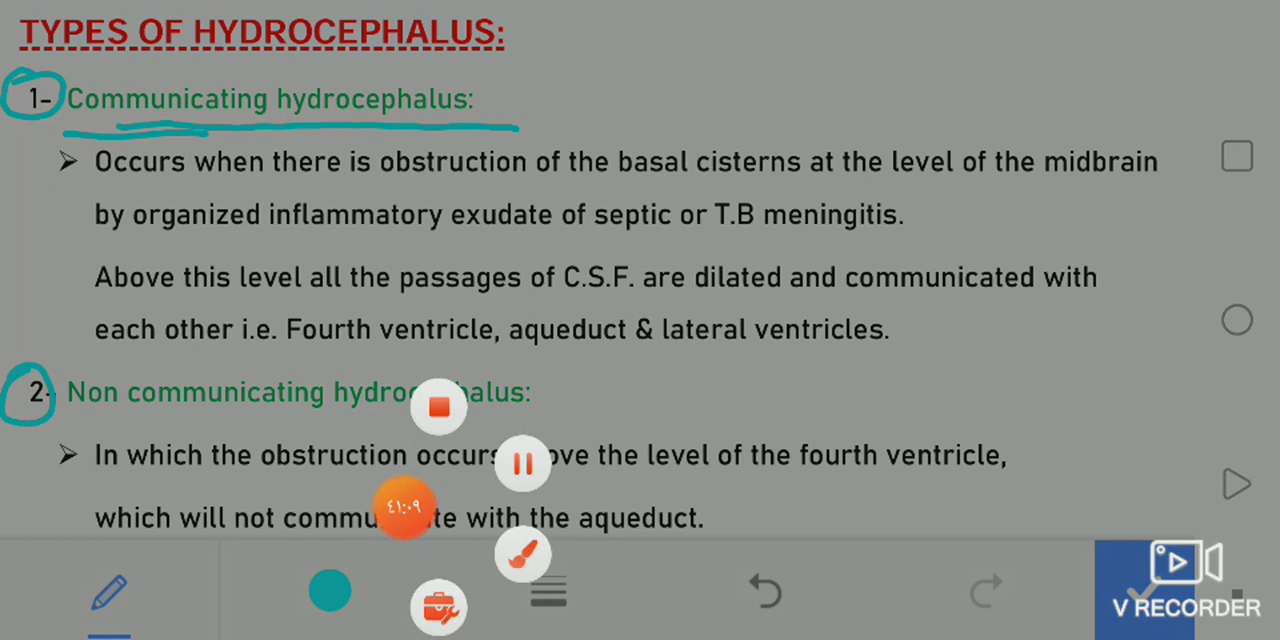 TYPES OF HYDROCEPHALUS:
1- Communicating hydrocephalus:
➤ Occurs when there is obstruction of the basal cisterns at the level of the midbrain
by organized inflammatory exudate of septic or T.B meningitis.
Above this level all the passages of C.S.F. are dilated and communicated with
each other i.e. Fourth ventricle, aqueduct & lateral ventricles.
2- Non communicating
➤ In which the obstruction the level of the fourth ventricle,
which will not with the aqueduct.
٤١:٠٩
V RECORDER